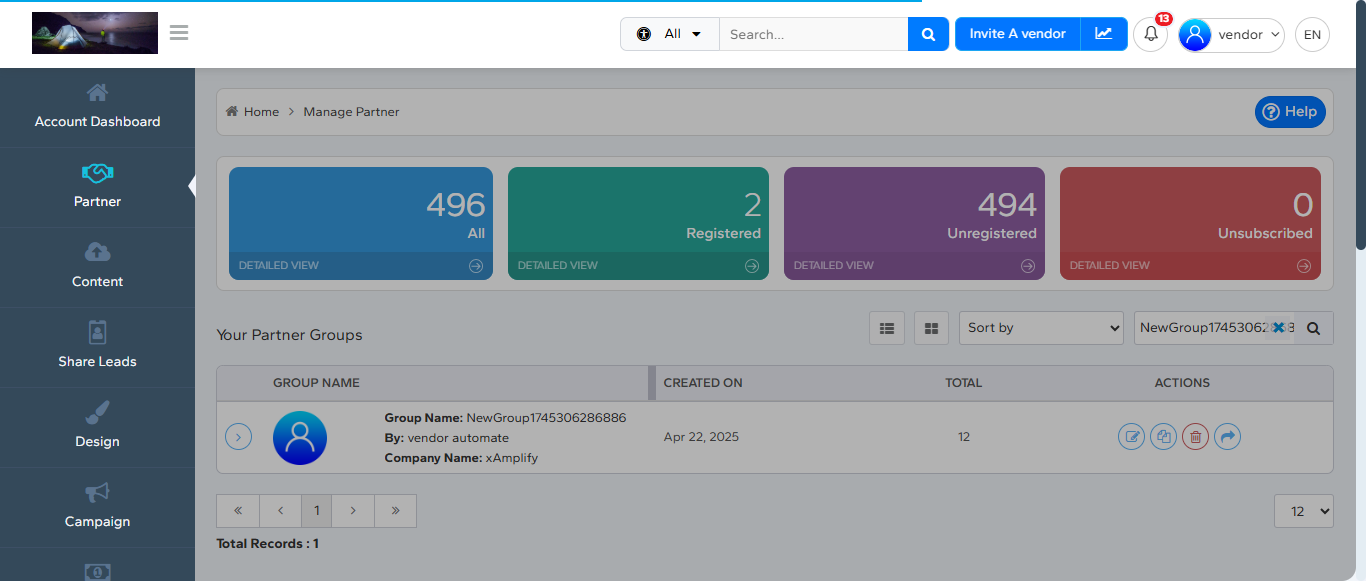 All
Search...
Invite A vendor
13
vendor
EN
Account Dashboard
Partner
Content
Share Leads
Design
Campaign
Home
Manage Partner
Help
496
All
DETAILED VIEW
2
Registered
DETAILED VIEW
494
Unregistered
DETAILED VIEW
0
Unsubscribed
DETAILED VIEW
Your Partner Groups
Sort by
GROUP NAME
CREATED ON
TOTAL
ACTIONS
Group Name: NewGroup1745306286886
By: vendor automate
Company Name: xAmplify
Apr 22, 2025
12
« ‹ 1 › »
12
Total Records : 1